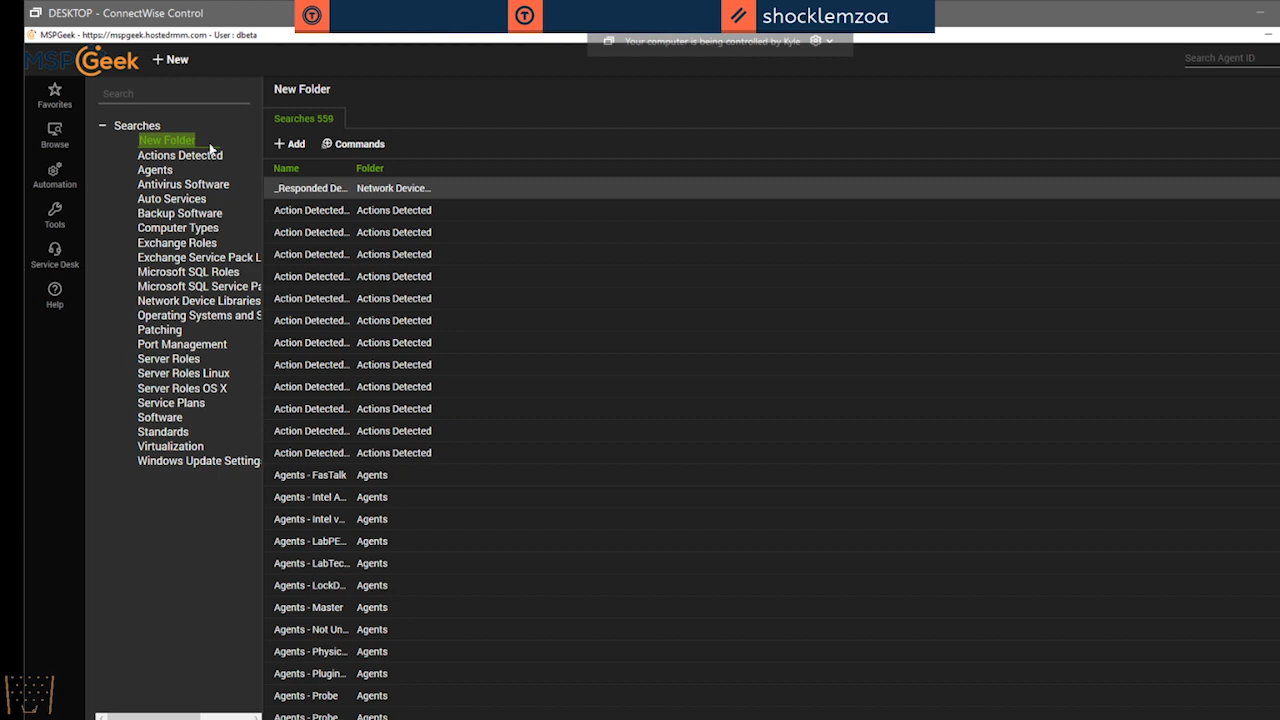 DESKTOP - ConnectWise Control
shocklemzoa
MSPGeek - https://mspgeek.hostedrmm.com - User : dbeta
Your computer is being controlled by Kyle
MSPGeek
+ New
Search Agent ID
Favorites
Browse
Automation
Tools
Service Desk
Help
Search
Searches
New Folder
Actions Detected
Agents
Antivirus Software
Auto Services
Backup Software
Computer Types
Exchange Roles
Exchange Service Pack L
Microsoft SQL Roles
Microsoft SQL Service Pa
Network Device Libraries
Operating Systems and S
Patching
Port Management
Server Roles
Server Roles Linux
Server Roles OS X
Service Plans
Software
Standards
Virtualization
Windows Update Setting
New Folder
Searches 559
+ Add Commands
Name Folder
_Responded De... Network Device...
Action Detected... Actions Detected
Action Detected... Actions Detected
Action Detected... Actions Detected
Action Detected... Actions Detected
Action Detected... Actions Detected
Action Detected... Actions Detected
Action Detected... Actions Detected
Action Detected... Actions Detected
Action Detected... Actions Detected
Action Detected... Actions Detected
Action Detected... Actions Detected
Action Detected... Actions Detected
Agents - FasTalk Agents
Agents - Intel A... Agents
Agents - Intel v... Agents
Agents - LabPE... Agents
Agents - LabTec... Agents
Agents - LockD... Agents
Agents - Master Agents
Agents - Not Un... Agents
Agents - Physic... Agents
Agents - Plugin... Agents
Agents - Probe Agents
Agents - Probe Agents